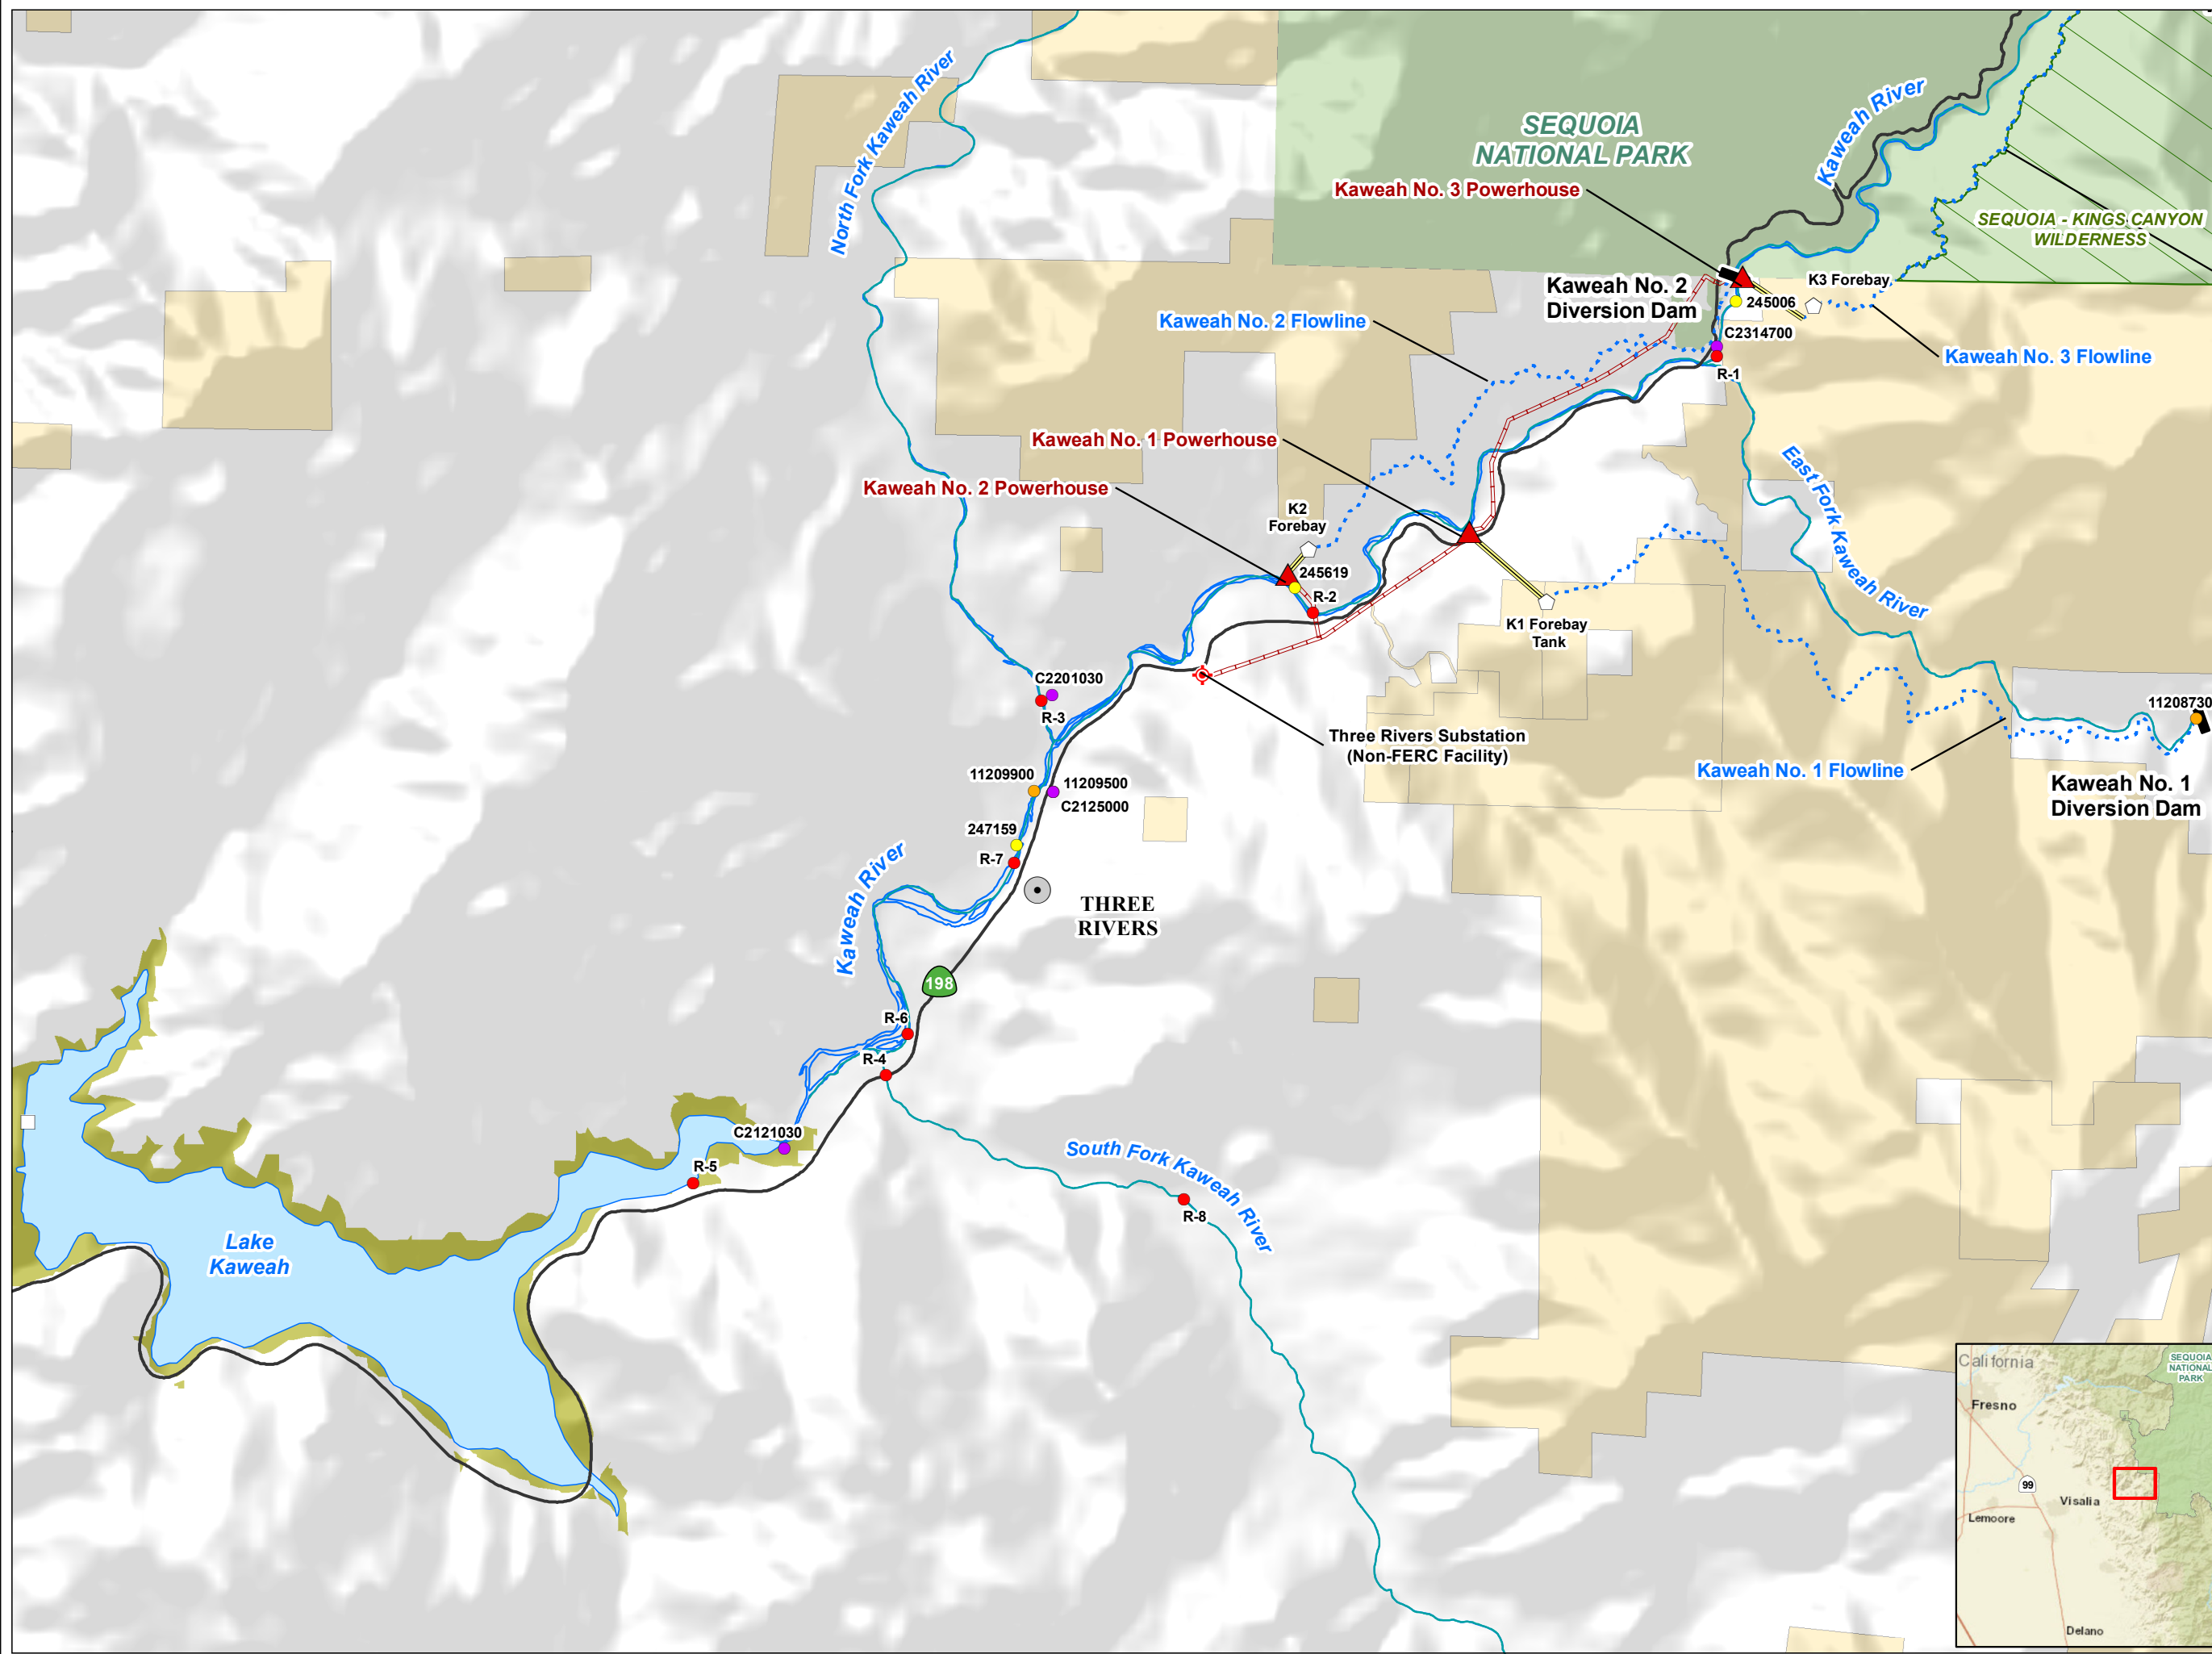 North Fork Kaweah River
SEQUOIA
NATIONAL PARK
Kaweah River
Kaweah No. 3 Powerhouse
SEQUOIA - KINGS CANYON
WILDERNESS
Kaweah No. 2
Diversion Dam
K3 Forebay
245006
Kaweah No. 2 Flowline
C2314700
Kaweah No. 3 Flowline
R-1
Kaweah No. 1 Powerhouse
Kaweah No. 2 Powerhouse
East Fork Kaweah River
K2
Forebay
245619
R-2
K1 Forebay
Tank
C2201030
R-3
11208730
Three Rivers Substation
(Non-FERC Facility)
Kaweah No. 1 Flowline
11209900
11209500
C2125000
Kaweah No. 1
Diversion Dam
247159
R-7
Kaweah River
THREE
RIVERS
198
R-6
R-4
C2121030
R-5
South Fork Kaweah River
R-8
Lake
Kaweah
California
SEQUOIA
NATIONAL
PARK
Fresno
99
Visalia
Lemoore
Delano